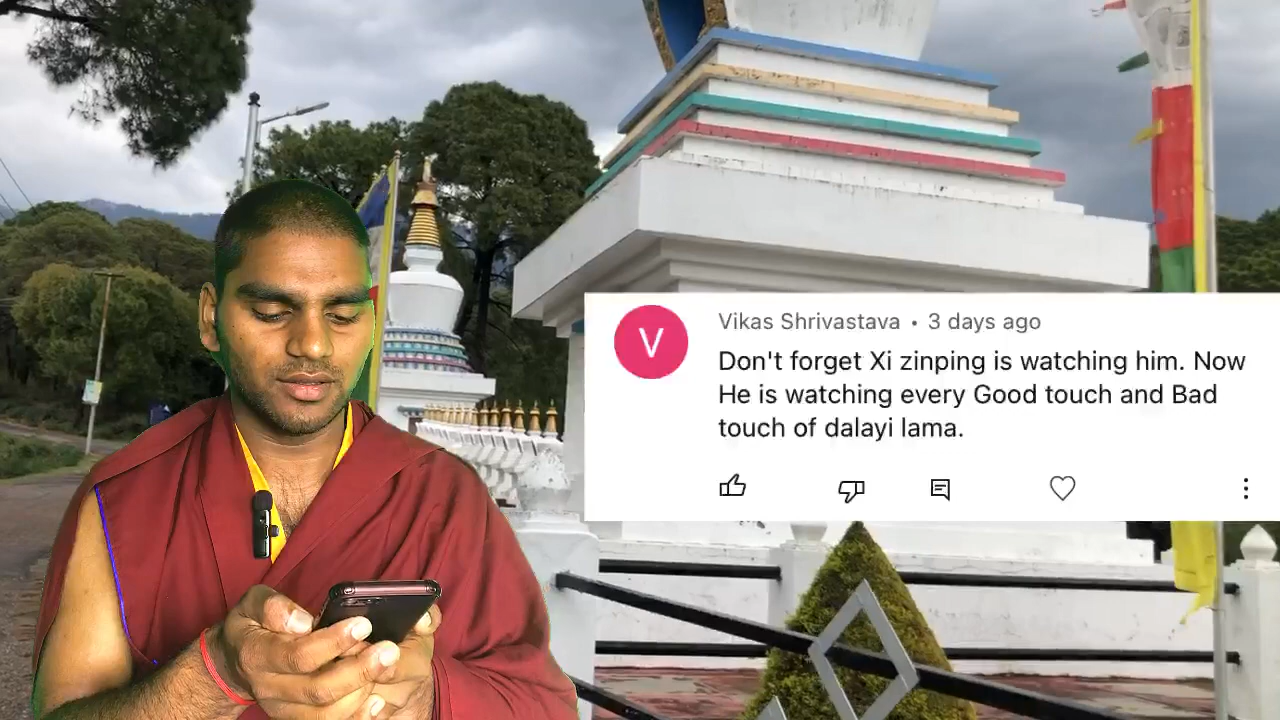 V
Vikas Shrivastava • 3 days ago
Don't forget Xi zinping is watching him. Now
He is watching every Good touch and Bad
touch of dalayi lama.